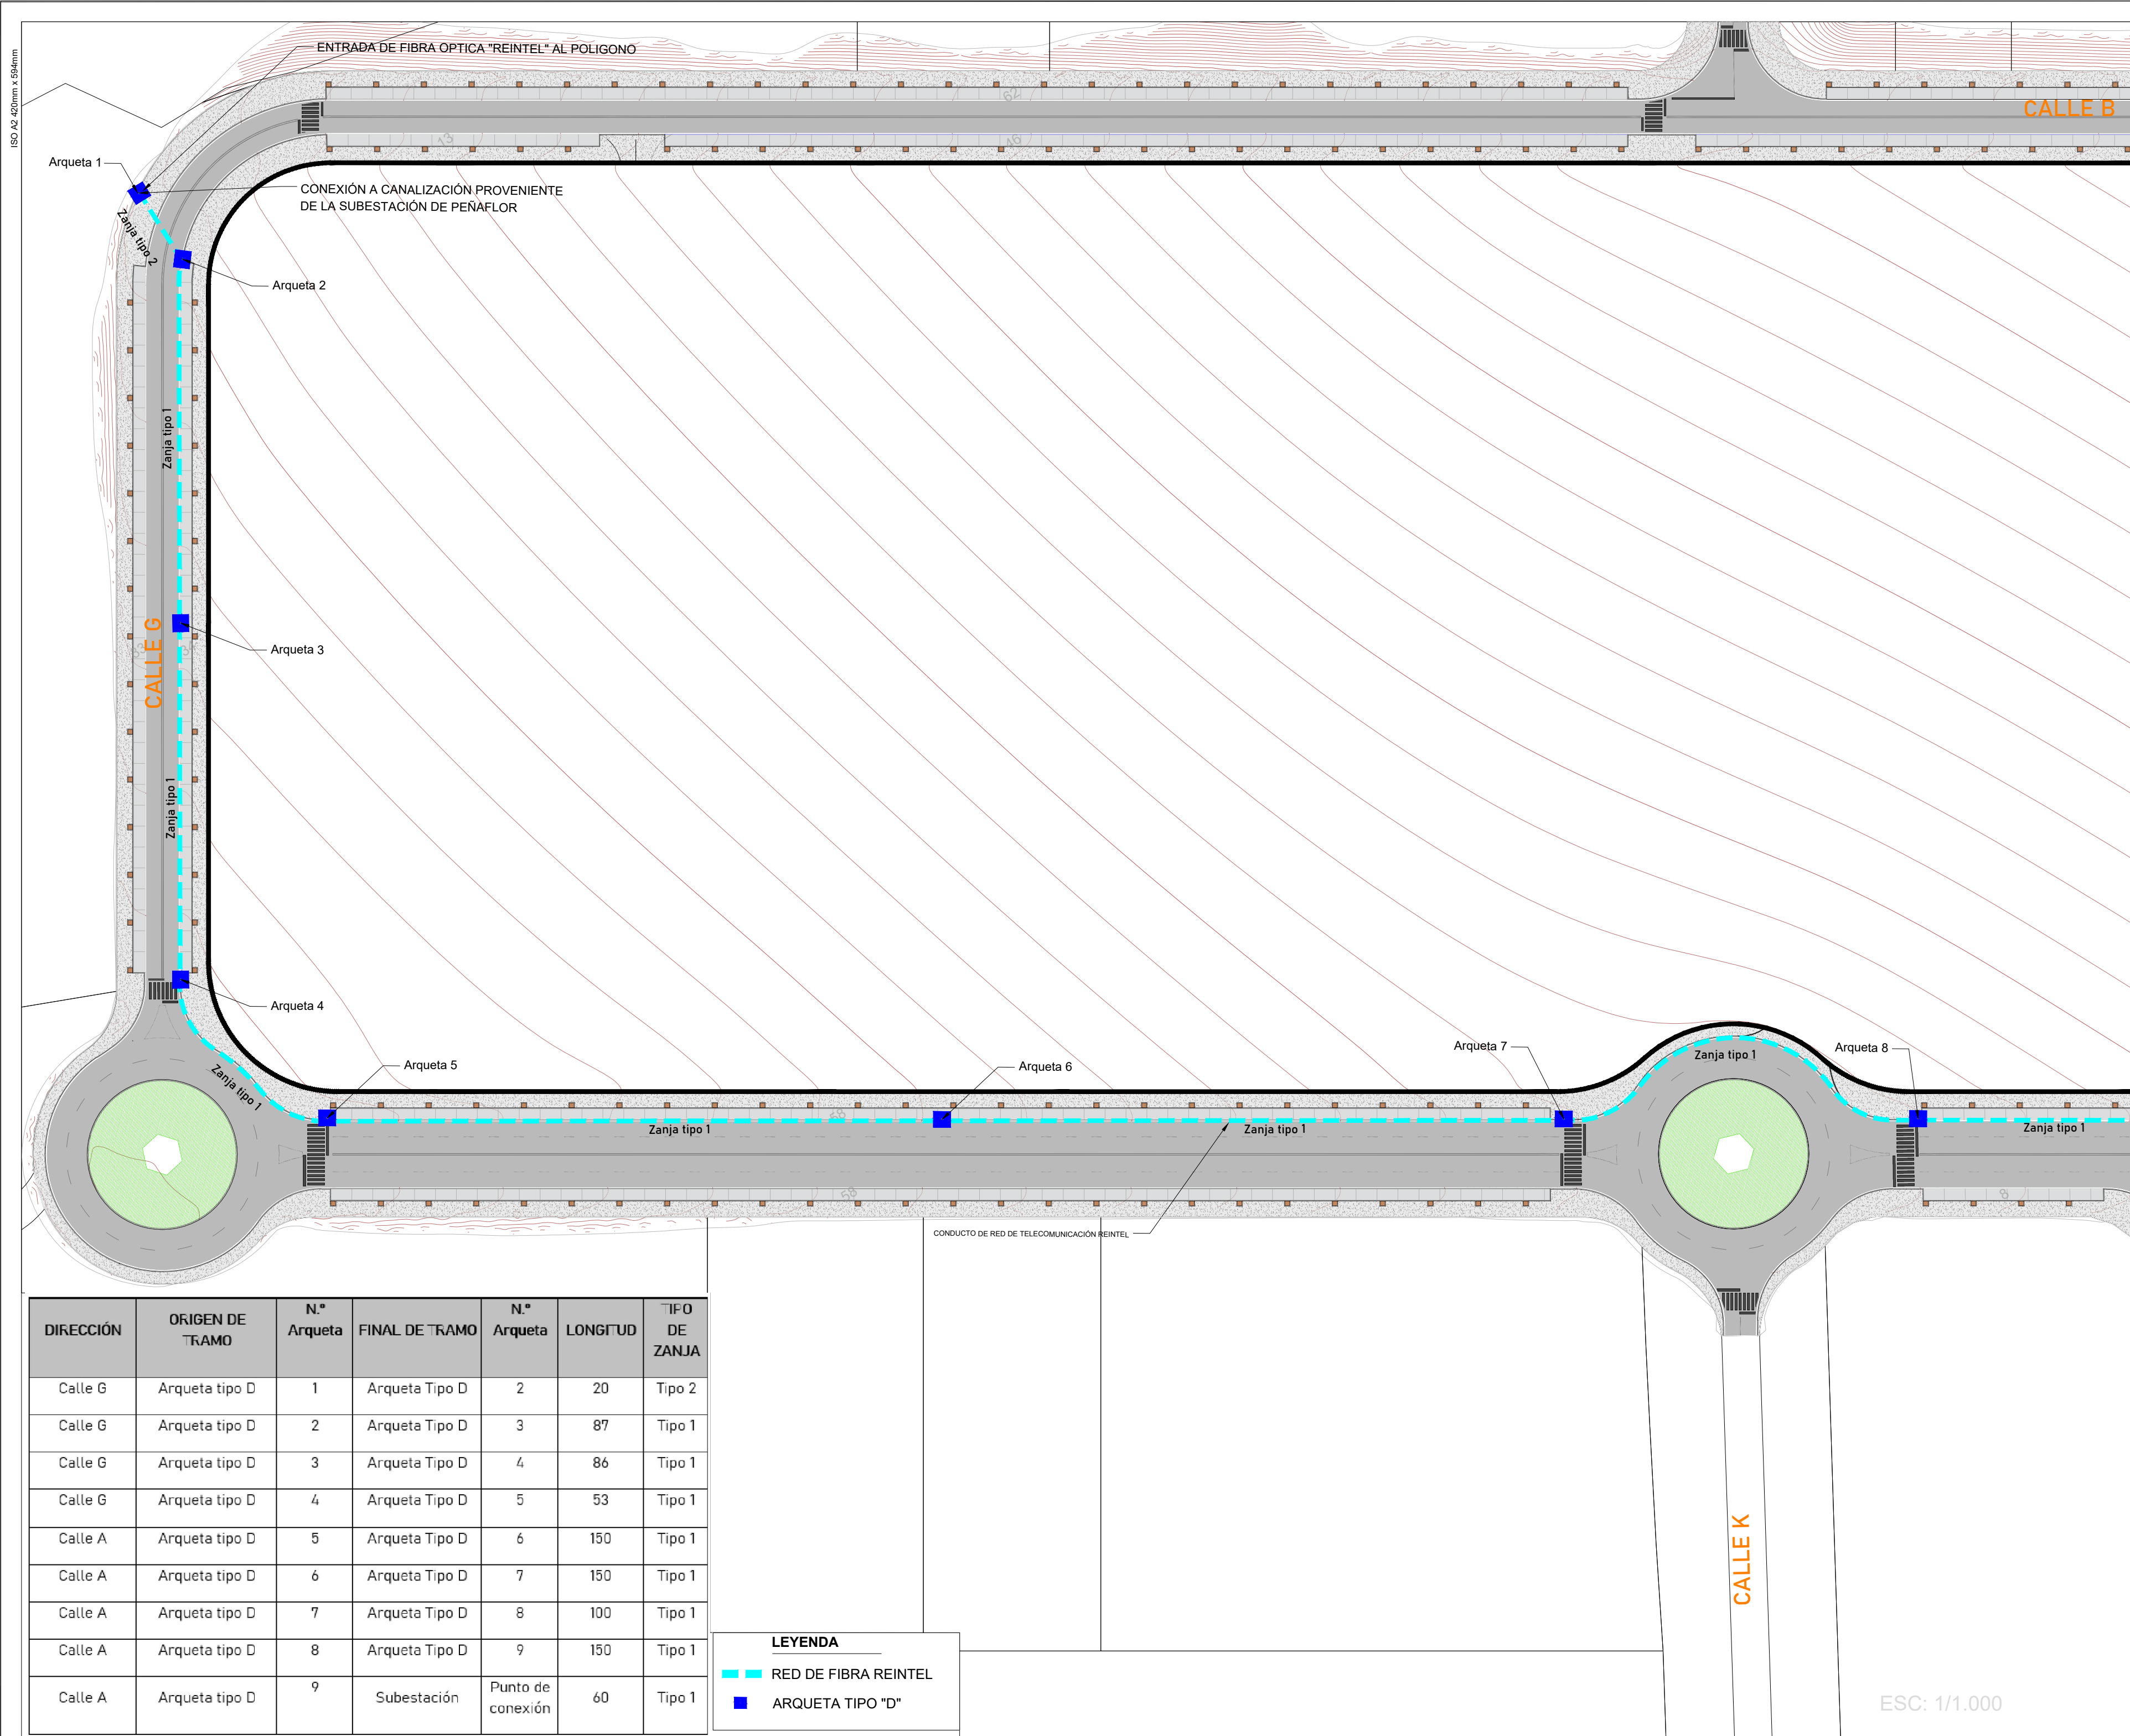 ISO A2 420mm x 594mm
ENTRADA DE FIBRA OPTICA "REINTEL" AL POLIGONO
62
CALLE B
13
46
Arqueta 1
CONEXIÓN A CANALIZACIÓN PROVENIENTE
DE LA SUBESTACIÓN DE PEÑAFLOR
Zanja tipo 2
Arqueta 2
Zanja tipo 1
CALLE G
33
34
Arqueta 3
Zanja tipo 1
Arqueta 4
Zanja tipo 1
Arqueta 5
Arqueta 6
Arqueta 7
Zanja tipo 1
Arqueta 8
58
Zanja tipo 1
Zanja tipo 1
Zanja tipo 1
58
8
CONDUCTO DE RED DE TELECOMUNICACIÓN REINTEL
DIRECCIÓN ORIGEN DE TRAMO N.º Arqueta FINAL DE TRAMO N.º Arqueta LONGITUD TIPO DE ZANJA
Calle G Arqueta tipo D 1 Arqueta Tipo D 2 20 Tipo 2
Calle G Arqueta tipo D 2 Arqueta Tipo D 3 87 Tipo 1
Calle G Arqueta tipo D 3 Arqueta Tipo D 4 86 Tipo 1
Calle G Arqueta tipo D 4 Arqueta Tipo D 5 53 Tipo 1
Calle A Arqueta tipo D 5 Arqueta Tipo D 6 150 Tipo 1
Calle A Arqueta tipo D 6 Arqueta Tipo D 7 150 Tipo 1
Calle A Arqueta tipo D 7 Arqueta Tipo D 8 100 Tipo 1
Calle A Arqueta tipo D 8 Arqueta Tipo D 9 150 Tipo 1
Calle A Arqueta tipo D 9 Subestación Punto de conexión 60 Tipo 1
LEYENDA
RED DE FIBRA REINTEL
ARQUETA TIPO "D"
CALLE K
ESC: 1/1.000